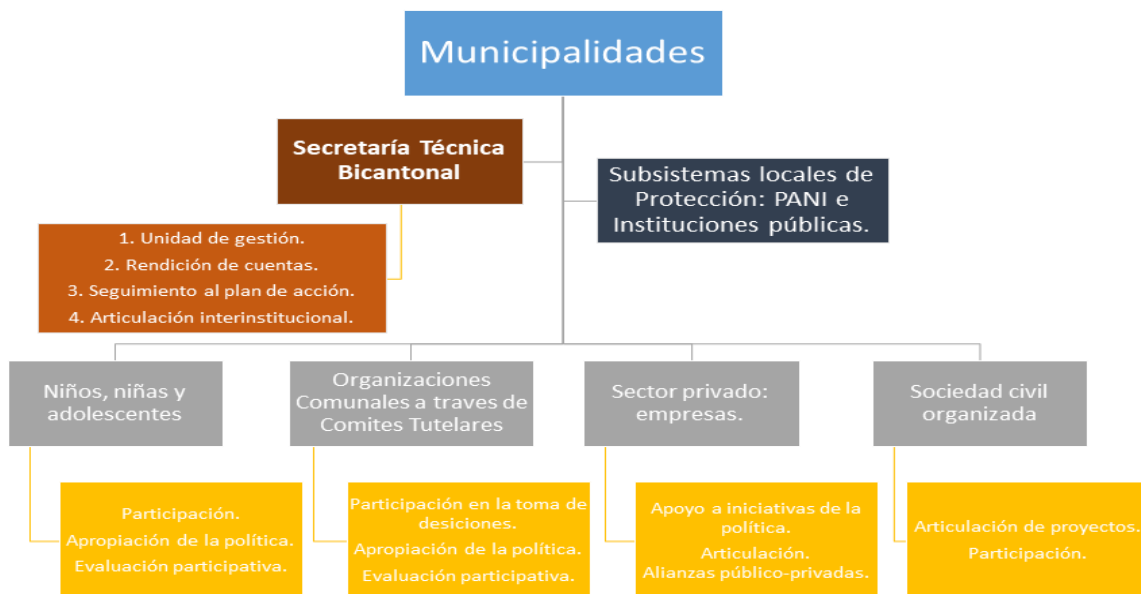 Municipalidades
Secretaría Técnica
Bicantonal
Subsistemas locales de
Protección: PANI e
Instituciones públicas.
1. Unidad de gestión.
2. Rendición de cuentas.
3. Seguimiento al plan de acción.
4. Articulación interinstitucional.
Niños, niñas y
adolescentes
Organizaciones
Comunales a traves de
Comites Tutelares
Sector privado:
empresas.
Sociedad civil
organizada
Participación.
Apropiación de la política.
Evaluación participativa.
Participación en la toma de
desiciones.
Apropiación de la política.
Evaluación participativa.
Apoyo a iniciativas de la
política.
Articulación.
Alianzas público-privadas.
Articulación de proyectos.
Participación.